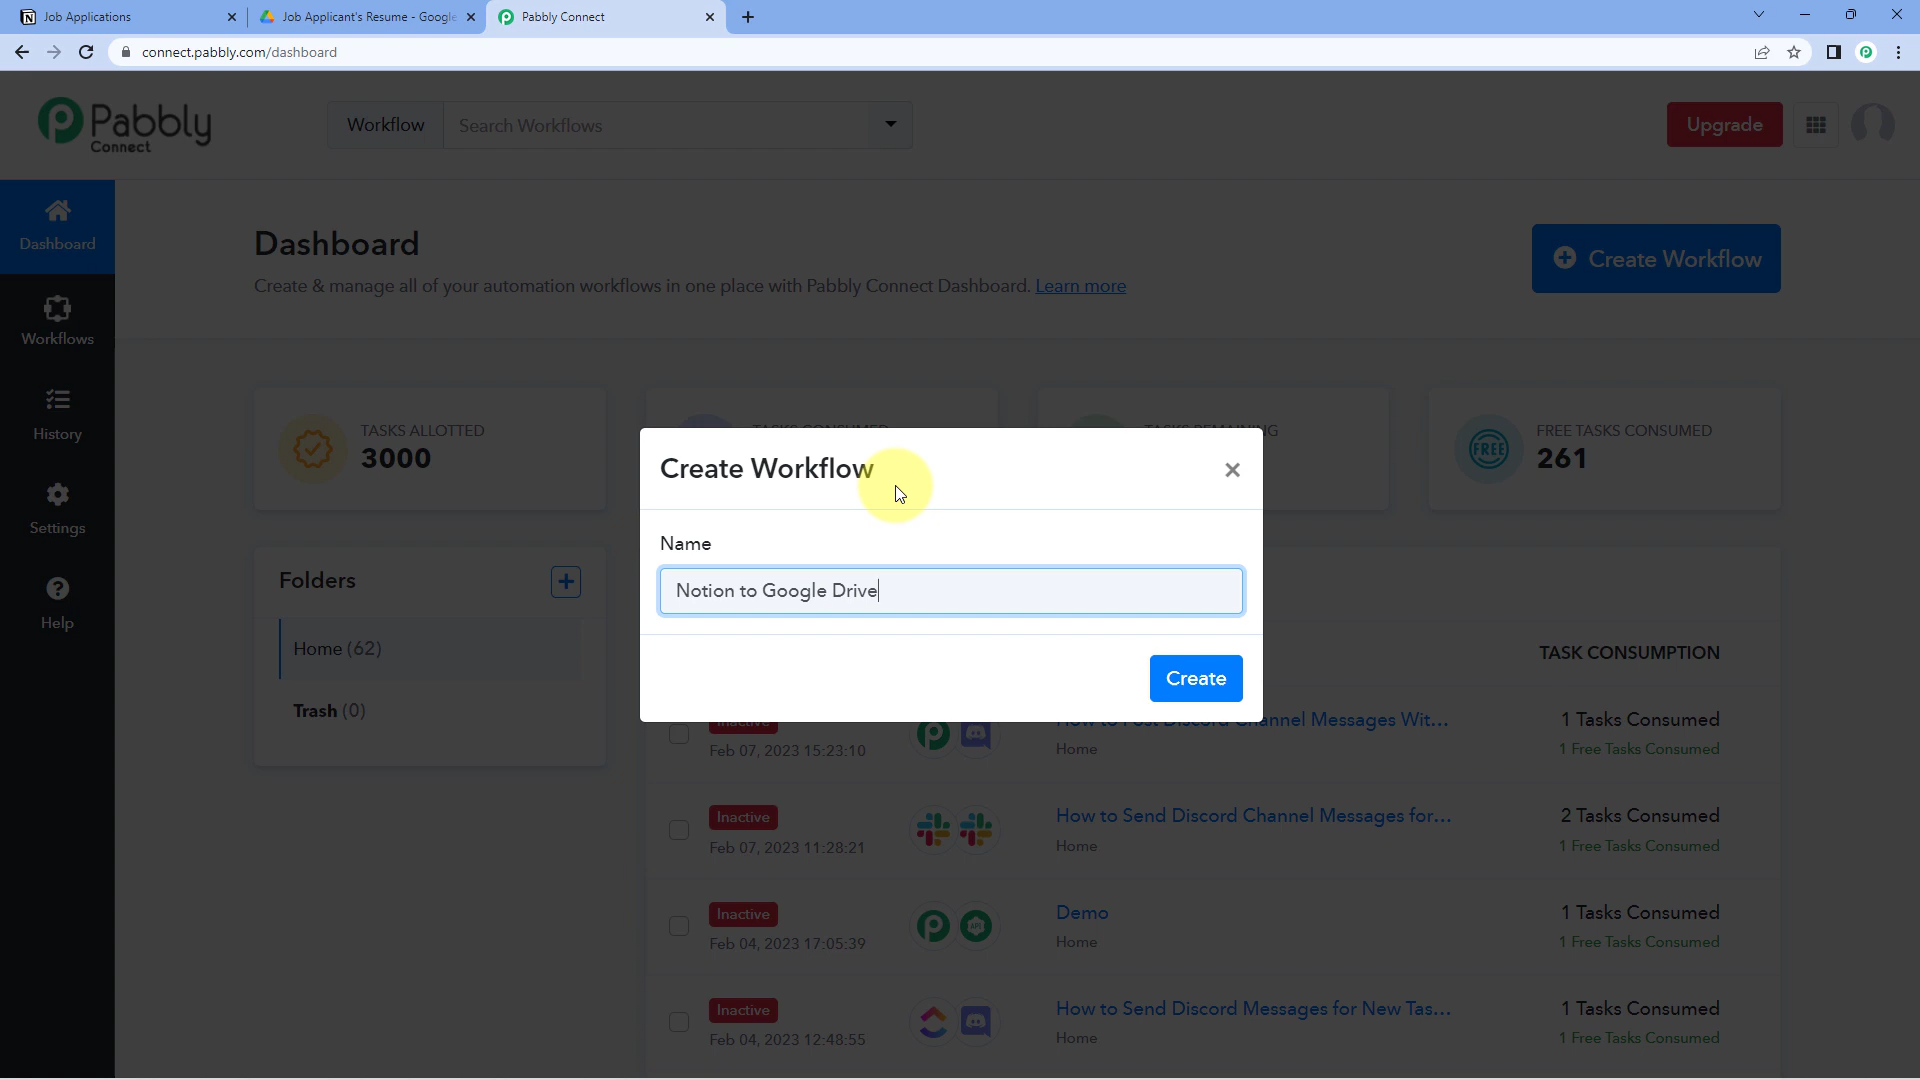 Job Applications
Job Applicant's Resume - Google
Pabbly Connect
connect.pabbly.com/dashboard
Pabbly
Connect
Workflow
Search Workflows
Upgrade
Dashboard
Workflows
History
Settings
Help
Dashboard
Create & manage all of your automation workflows in one place with Pabbly Connect Dashboard. Learn more
Create Workflow
TASKS ALLOTTED
3000
TASKS CONSUMED
TASKS REMAINING
FREE
FREE TASKS CONSUMED
261
Folders
Home (62)
Trash (0)
Create Workflow
Name
Notion to Google Drive
Create
TASK CONSUMPTION
Inactive
Feb 07, 2023 15:23:10
How to Post Discord Channel Messages Wit...
Home
1 Tasks Consumed
1 Free Tasks Consumed
Inactive
Feb 07, 2023 11:28:21
How to Send Discord Channel Messages for...
Home
2 Tasks Consumed
1 Free Tasks Consumed
Inactive
Feb 04, 2023 17:05:39
API
Demo
Home
1 Tasks Consumed
1 Free Tasks Consumed
Inactive
Feb 04, 2023 12:48:55
How to Send Discord Messages for New Tas...
Home
1 Tasks Consumed
1 Free Tasks Consumed